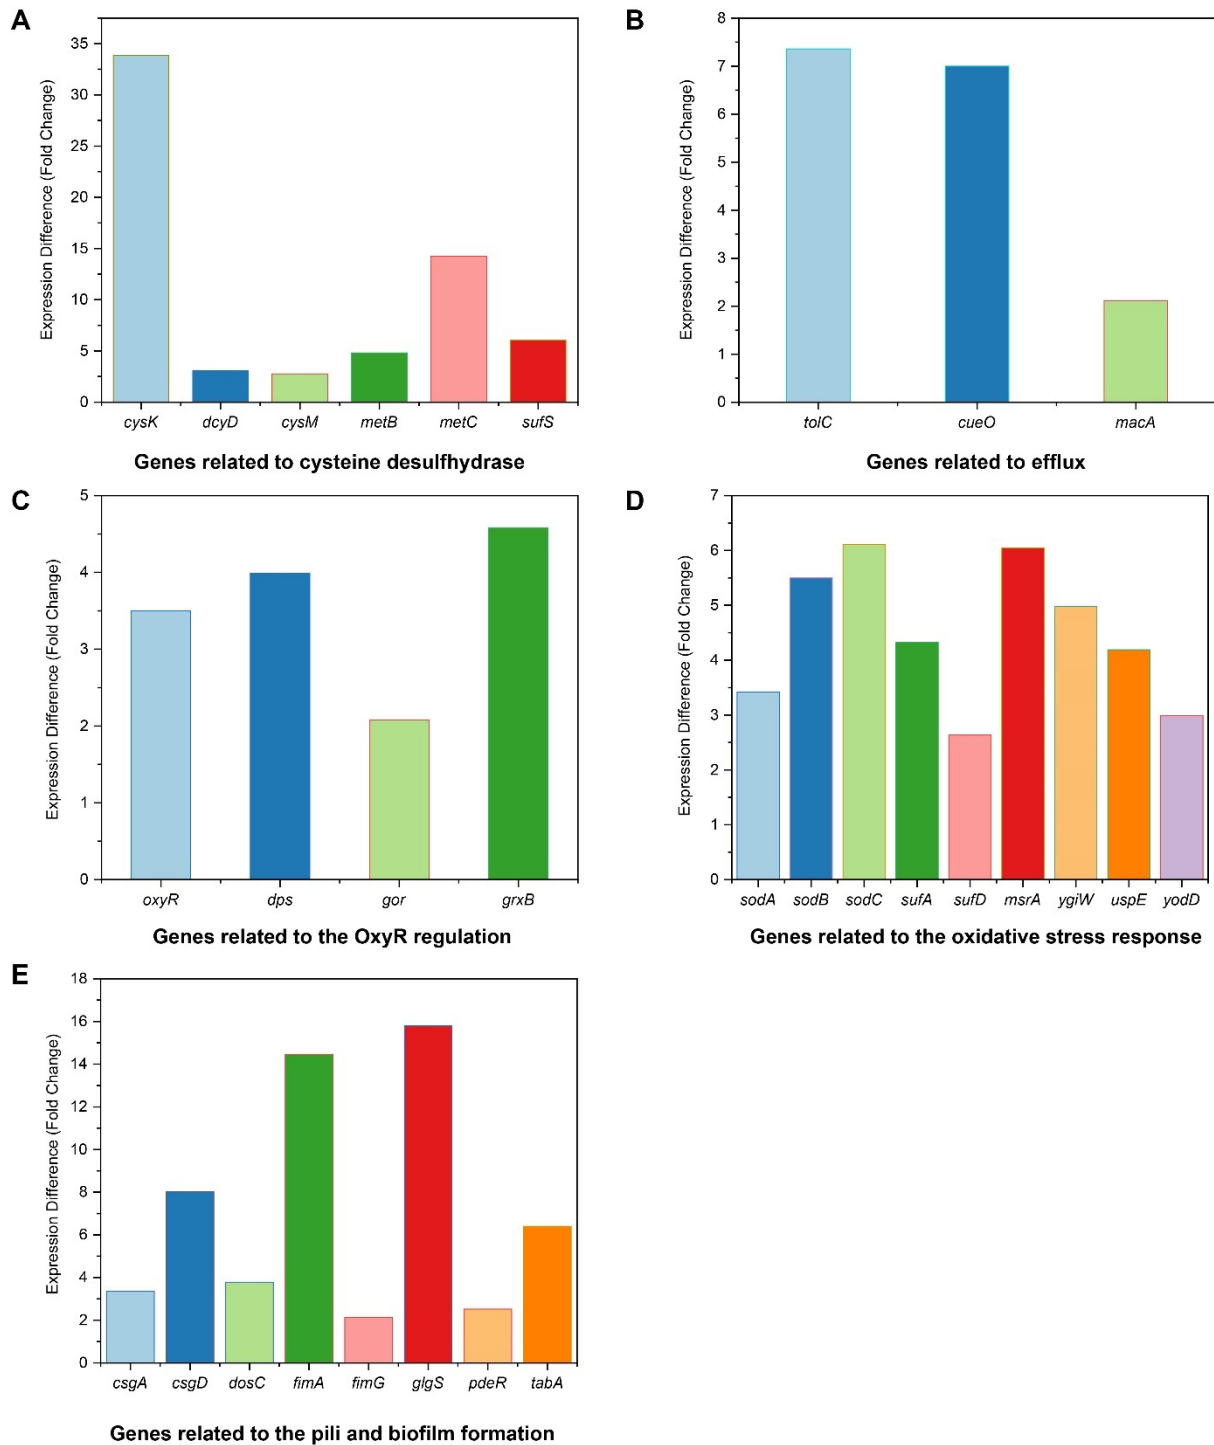 A
Expression Difference (Fold Change)
35
30
25
20
15
10
5
0
cysK dcyD cysM metB metC sufS
Genes related to cysteine desulfhydrase
B
Expression Difference (Fold Change)
8
7
6
5
4
3
2
1
0
tolC cueO macA
Genes related to efflux
C
Expression Difference (Fold Change)
5
4
3
2
1
0
oxyR dps gor grxB
Genes related to the OxyR regulation
D
Expression Difference (Fold Change)
7
6
5
4
3
2
1
0
sodA sodB sodC sufA sufD msrA ygiW uspE yodD
Genes related to the oxidative stress response
E
Expression Difference (Fold Change)
18
16
14
12
10
8
6
4
2
0
csgA csgD dosC fimA fimG glgS pdeR tabA
Genes related to the pili and biofilm formation